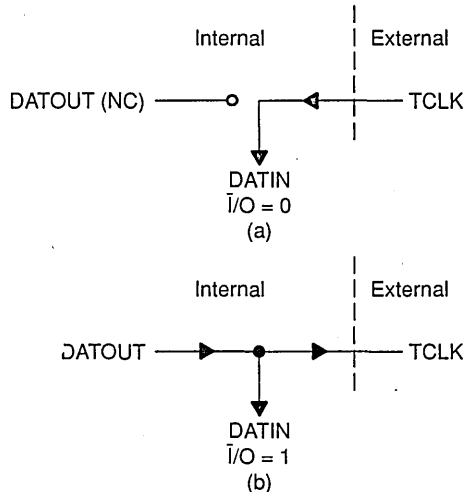 Internal External
DATOUT (NC) TCLK
DATIN
Ī/O = 0
(a)
Internal External
DATOUT TCLK
DATIN
Ī/O = 1
(b)